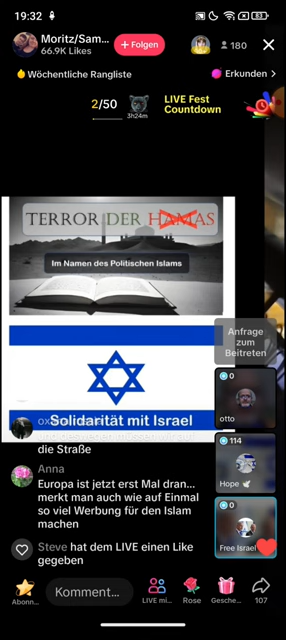 19:32
83
Moritz/Sam...
66.9K Likes
+ Folgen
180
Wöchentliche Rangliste
Erkunden >
2/50
3h24m
LIVE Fest
Countdown
TERROR DER HAMAS
Im Namen des Politischen Islams
Solidarität mit Israel
Anfrage
zum
Beitreten
0
otto
114
Hope
0
Free Israel
die Straße
Anna
Europa ist jetzt erst Mal dran...
merkt man auch wie auf Einmal
so viel Werbung für den Islam
machen
Steve hat dem LIVE einen Like
gegeben
Abonn...
Komment...
LIVE mi...
Rose
Gesche...
107